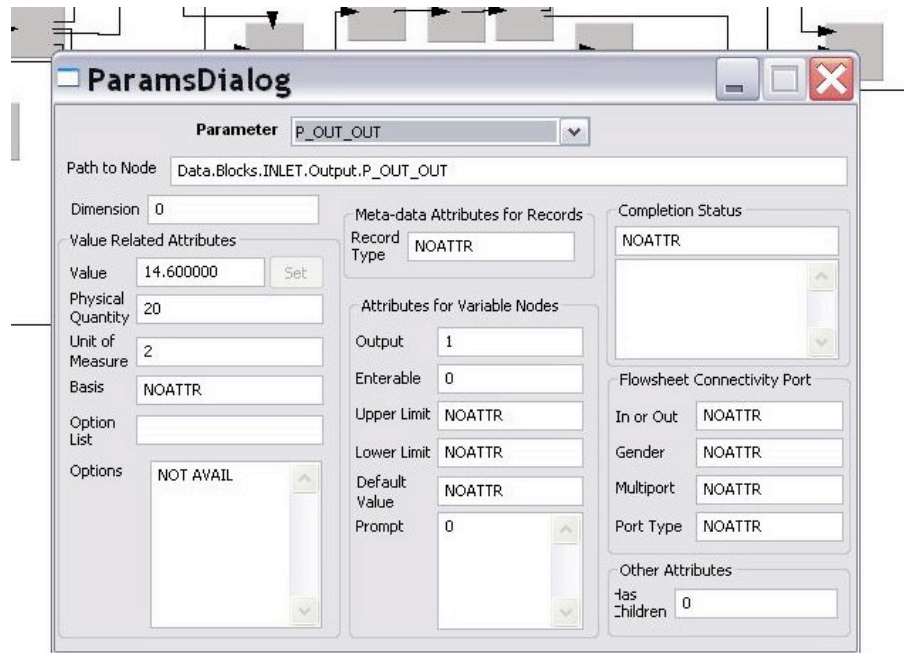 ParamsDialog
Parameter P_OUT_OUT
Path to Node Data.Blocks.INLET.Output.P_OUT_OUT
Dimension 0
Value Related Attributes
Value 14.600000 Set
Physical
Quantity 20
Unit of
Measure 2
Basis NOATTR
Option
List
Options NOT AVAIL
Meta-data Attributes for Records
Record
Type NOATTR
Attributes for Variable Nodes
Output 1
Enterable 0
Upper Limit NOATTR
Lower Limit NOATTR
Default
Value NOATTR
Prompt 0
Completion Status
NOATTR
Flowsheet Connectivity Port
In or Out NOATTR
Gender NOATTR
Multiport NOATTR
Port Type NOATTR
Other Attributes
Has
Children 0